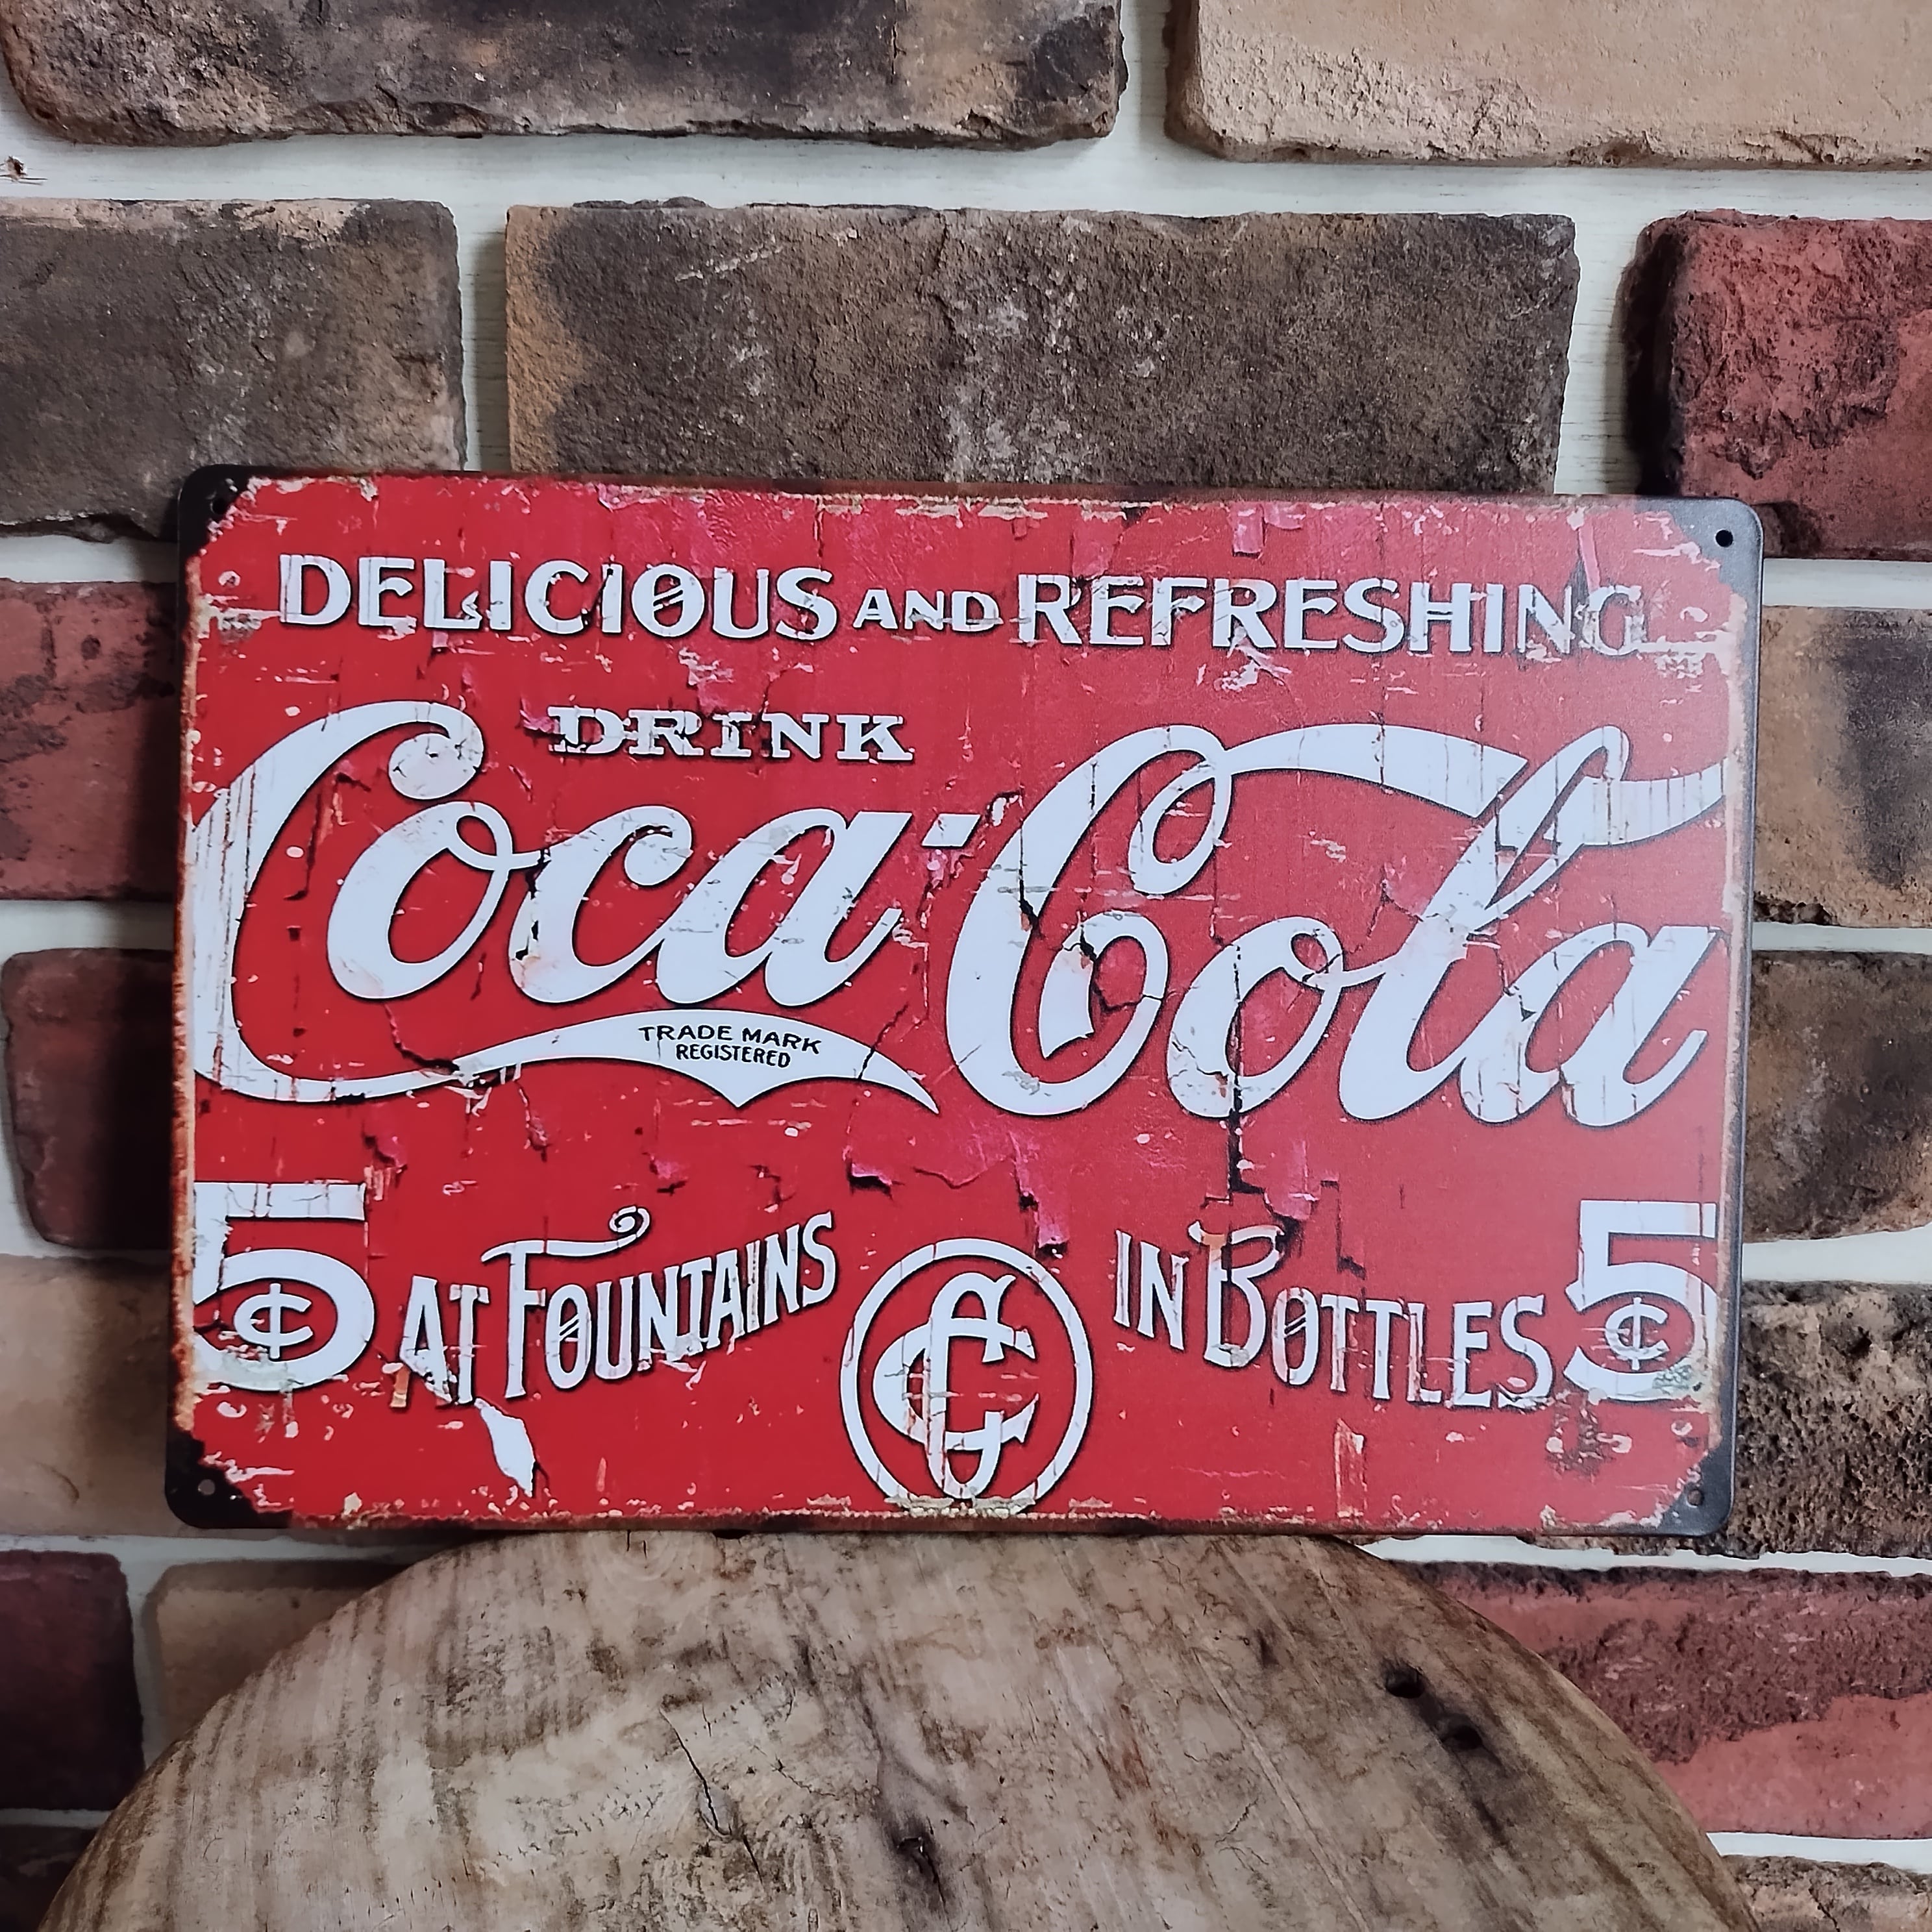 DELICIOUS AND REFRESHING
DRINK
Coca-Cola
TRADE MARK
REGISTERED
5¢ AT FOUNTAINS CC IN BOTTLES 5¢